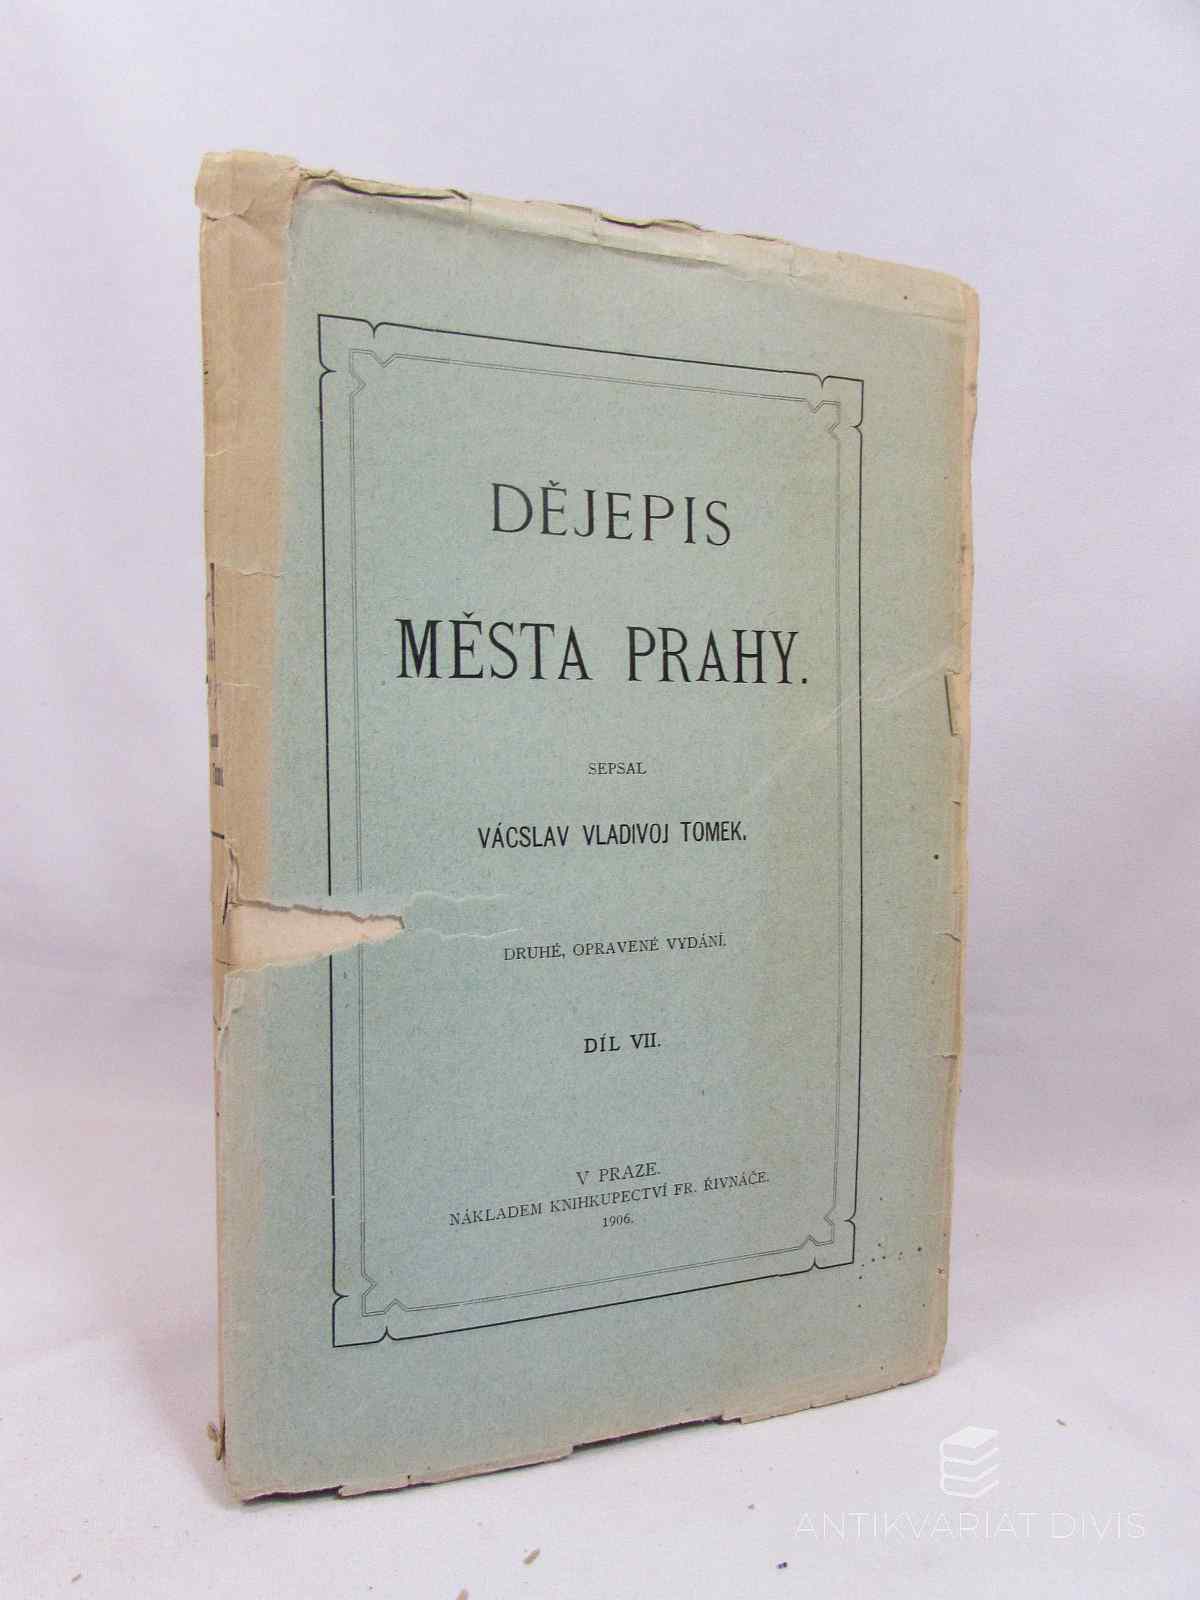 DĚJEPIS
MĚSTA PRAHY.
SEPSAL
VÁCSLAV VLADIVOJ TOMEK.
DRUHÉ, OPRAVENÉ VYDÁNÍ.
DÍL VII.
V PRAZE.
NÁKLADEM KNIHKUPECTVÍ FR. ŘIVNÁČE.
1906.
ANTIKVARIÁT DIVIŠ